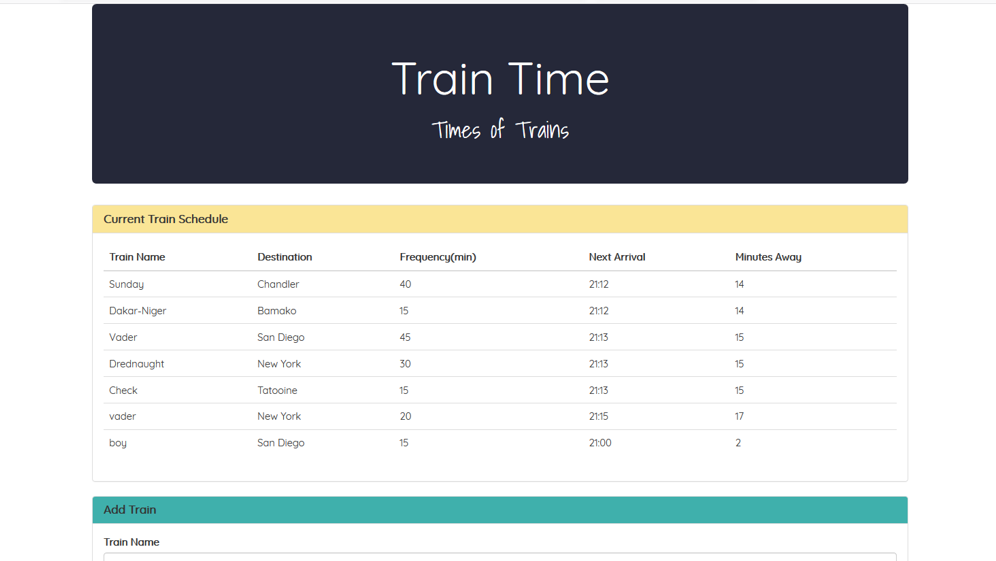 Train Time
Times of Trains
Current Train Schedule
Train Name Destination Frequency(min) Next Arrival Minutes Away
Sunday Chandler 40 21:12 14
Dakar-Niger Bamako 15 21:12 14
Vader San Diego 45 21:13 15
Drednaught New York 30 21:13 15
Check Tatooine 15 21:13 15
vader New York 20 21:15 17
boy San Diego 15 21:00 2
Add Train
Train Name